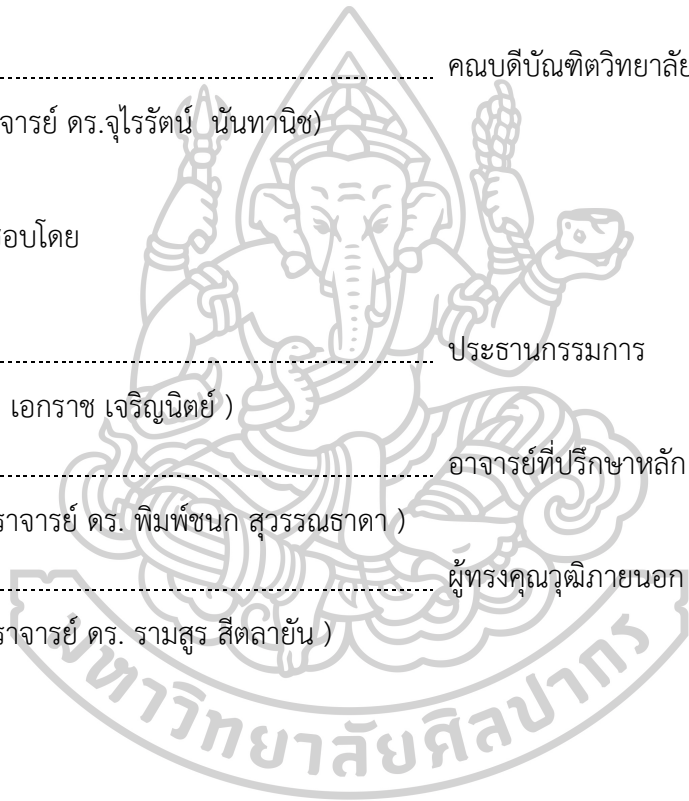 คณบดีบัณฑิตวิทยาลัย
จารย์ ดร.จุไรรัตน์ นันทานิช)
สอบโดย
ประธานกรรมการ
เอกราช เจริญนิตย์ )
อาจารย์ที่ปรึกษาหลัก
ราจารย์ ดร. พิมพ์ชนก สุวรรณธาดา )
ผู้ทรงคุณวุฒิภายนอก
ราจารย์ ดร. รามสูร สีตลายัน )
มหาวิทยาลัยศิลปากร